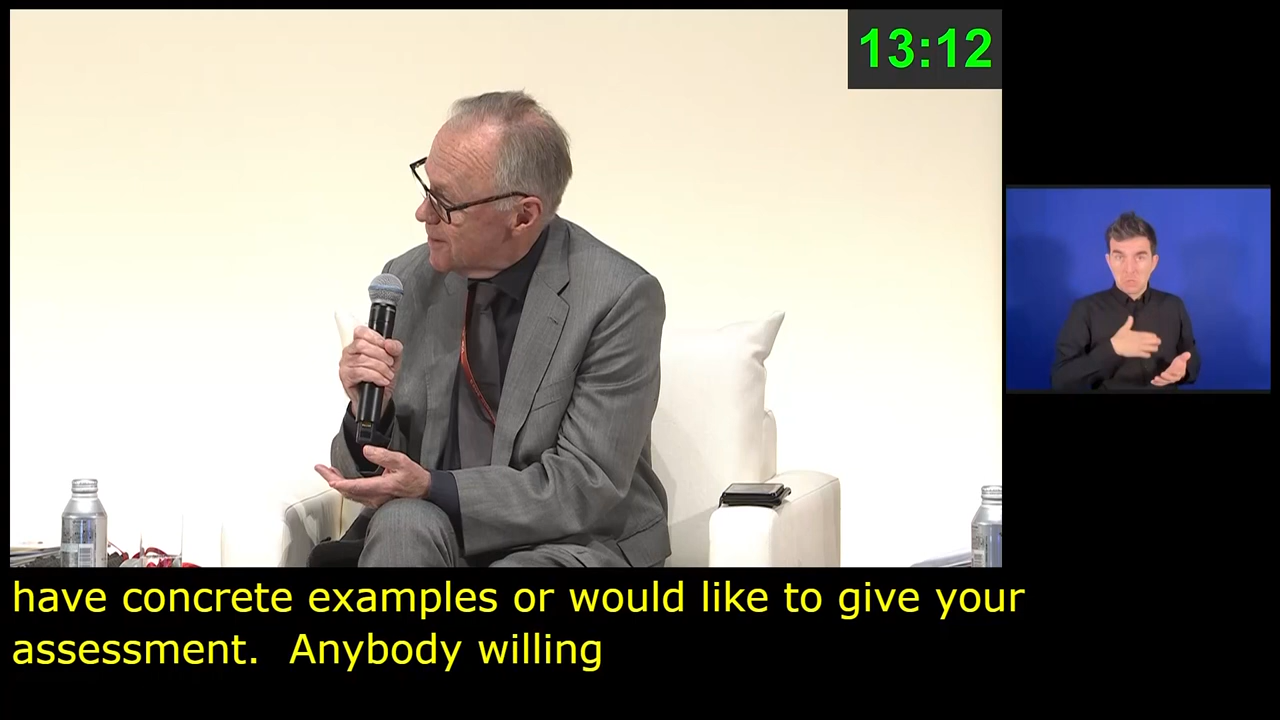 13:12
have concrete examples or would like to give your
assessment.  Anybody willing